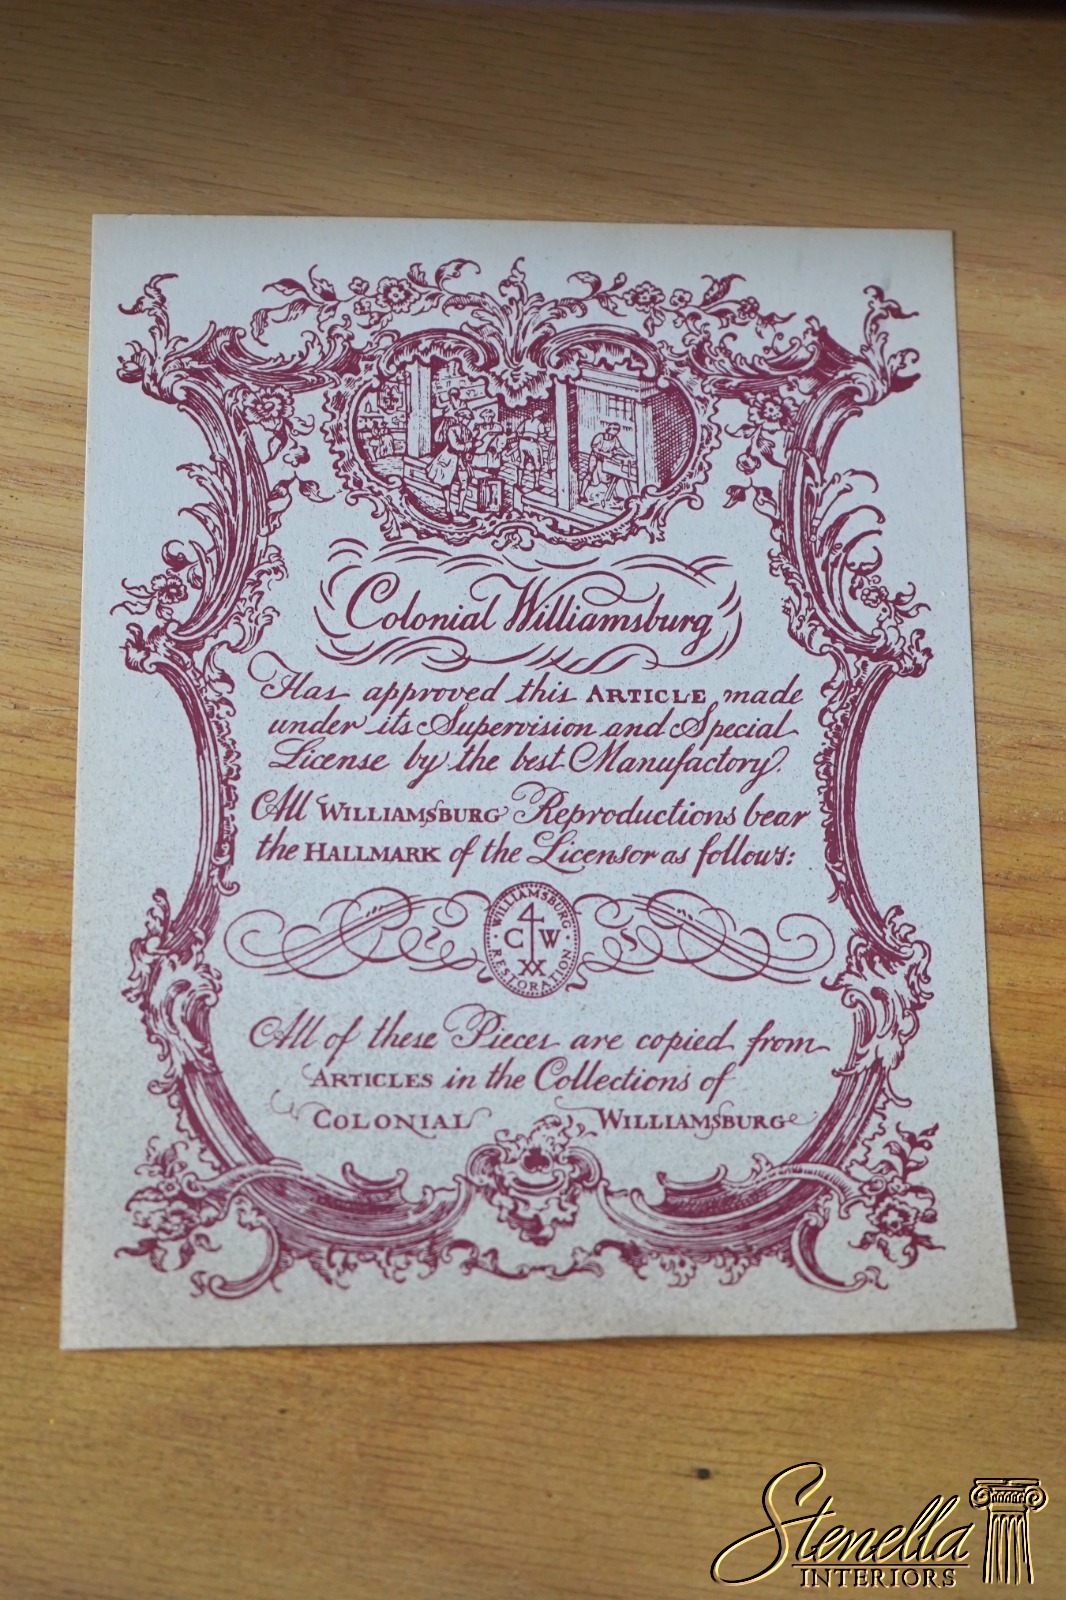 Colonial Williamsburg
Has approved this ARTICLE made
under its Supervision and Special
License by the best Manufactory.
All WILLIAMSBURG Reproductions bear
the HALLMARK of the Licensor as follows:
WILLIAMSBURG
C W
RESTORATION
All of these Pieces are copied from
ARTICLES in the Collections of
COLONIAL WILLIAMSBURG
Stenella
INTERIORS